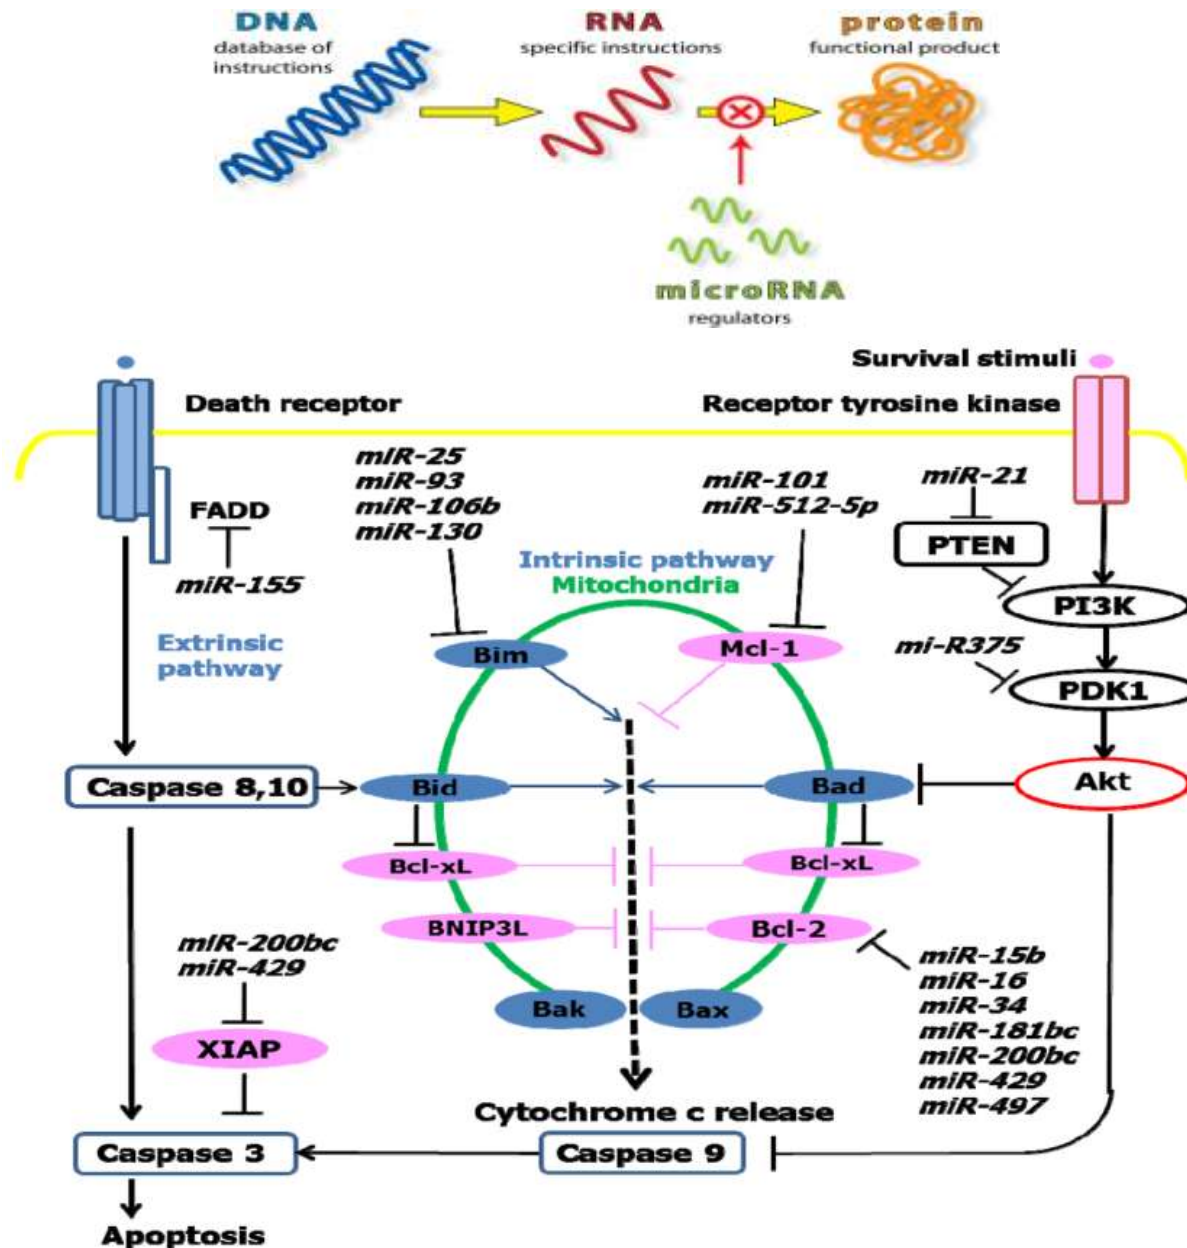 DNA
database of
instructions
RNA
specific instructions
protein
functional product
microRNA
regulators
Survival stimuli
Death receptor
Receptor tyrosine kinase
mIR-25
miR-93
miR-106b
miR-130
miR-101
miR-512-5p
miR-21
FADD
PTEN
miR-155
Intrinsic pathway
Mitochondria
PI3K
Extrinsic
pathway
Bim
Mcl-1
mi-R375
PDK1
Caspase 8,10
Bid
Bad
Akt
Bcl-xL
Bcl-xL
BNIP3L
Bcl-2
mIR-200bc
miR-429
miR-15b
miR-16
miR-34
miR-181bc
miR-200bc
miR-429
miR-497
Bak
Bax
XIAP
Cytochrome c release
Caspase 3
Caspase 9
Apoptosis